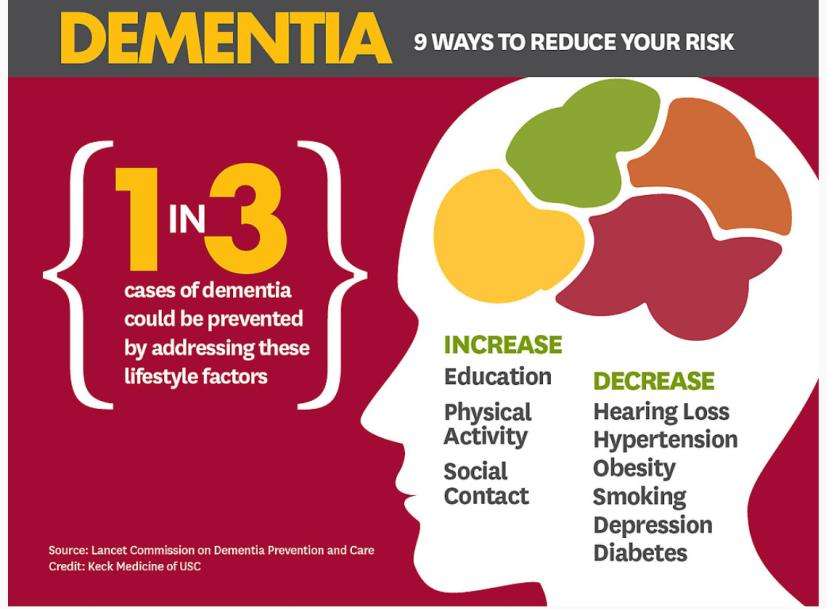 DEMENTIA 9 WAYS TO REDUCE YOUR RISK
1 IN 3
cases of dementia
could be prevented
by addressing these
lifestyle factors
INCREASE
Education
Physical
Activity
Social
Contact
DECREASE
Hearing Loss
Hypertension
Obesity
Smoking
Depression
Diabetes
Source: Lancet Commission on Dementia Prevention and Care
Credit: Keck Medicine of USC